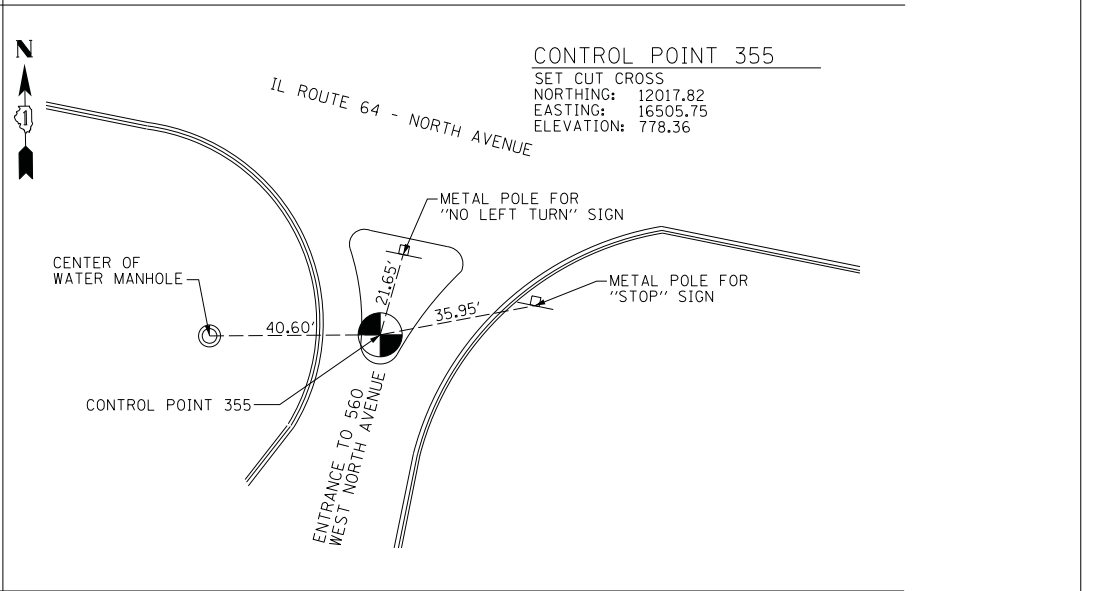 N
1
CONTROL POINT 355
SET CUT CROSS
NORTHING: 12017.82
EASTING: 16505.75
ELEVATION: 778.36
IL ROUTE 64 - NORTH AVENUE
METAL POLE FOR
"NO LEFT TURN" SIGN
CENTER OF
WATER MANHOLE
METAL POLE FOR
"STOP" SIGN
21.65'
35.95'
40.60'
CONTROL POINT 355
ENTRANCE TO 560
WEST NORTH AVENUE